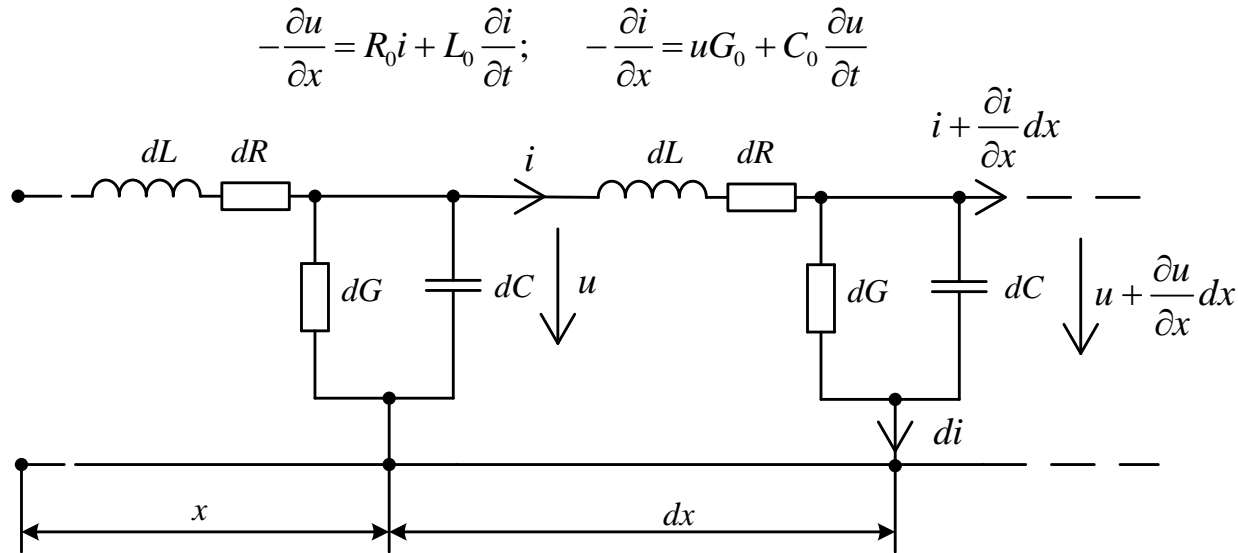 −∂u/∂x = R₀i + L₀ ∂i/∂t; −∂i/∂x = uG₀ + C₀ ∂u/∂t
i + ∂i/∂x dx
dL dR i dL dR
dG dC u dG dC u + ∂u/∂x dx
di
x dx